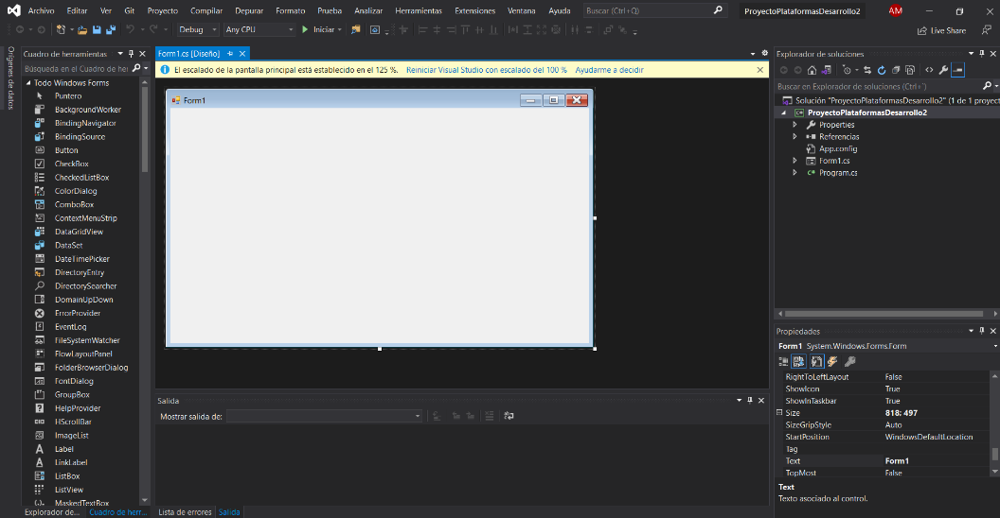 Archivo Editar Ver Git Proyecto Compilar Depurar Formato Prueba Analizar Herramientas Extensiones Ventana Ayuda Buscar (Ctrl+Q) ProyectoPlataformasDesarrollo2 AM
Debug Any CPU Iniciar Live Share
Orígenes de datos
Cuadro de herramientas
Búsqueda en el Cuadro de her
Todo Windows Forms
Puntero
BackgroundWorker
BindingNavigator
BindingSource
Button
CheckBox
CheckedListBox
ColorDialog
ComboBox
ContextMenuStrip
DataGridView
DataSet
DateTimePicker
DirectoryEntry
DirectorySearcher
DomainUpDown
ErrorProvider
EventLog
FileSystemWatcher
FlowLayoutPanel
FolderBrowserDialog
FontDialog
GroupBox
HelpProvider
HScrollBar
ImageList
Label
LinkLabel
ListBox
ListView
MaskedTextBox
Explorador de... Cuadro de herr...
Form1.cs [Diseño]
El escalado de la pantalla principal está establecido en el 125 %. Reiniciar Visual Studio con escalado del 100 % Ayudarme a decidir
Form1
Salida
Mostrar salida de:
Lista de errores Salida
Explorador de soluciones
Buscar en Explorador de soluciones (Ctrl+´)
Solución "ProyectoPlataformasDesarrollo2" (1 de 1 proyect
ProyectoPlataformasDesarrollo2
Properties
Referencias
App.config
Form1.cs
Program.cs
Propiedades
Form1 System.Windows.Forms.Form
RightToLeftLayout False
ShowIcon True
ShowInTaskbar True
Size 818; 497
SizeGripStyle Auto
StartPosition WindowsDefaultLocation
Tag
Text Form1
TopMost False
Text
Texto asociado al control.